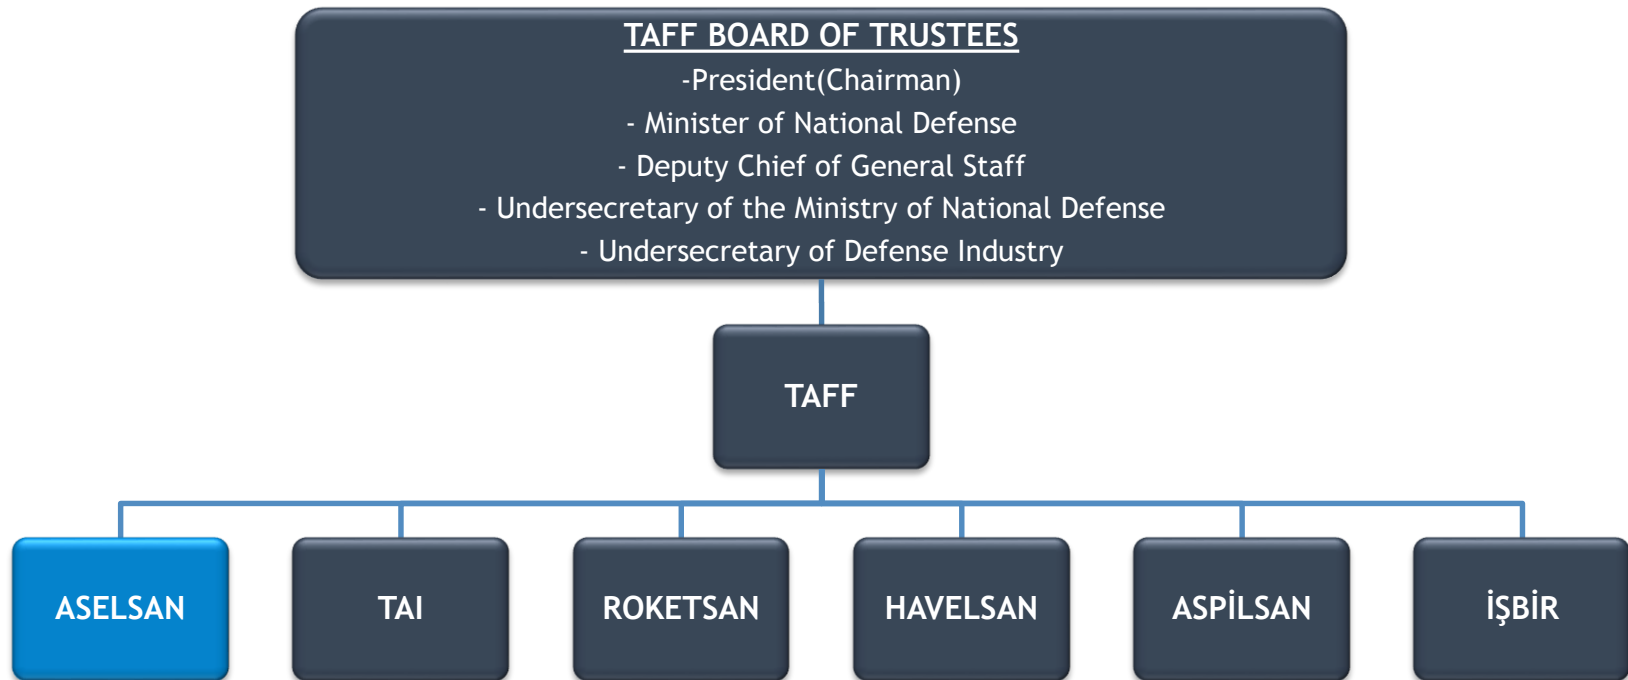 TAFF BOARD OF TRUSTEES
-President(Chairman)
- Minister of National Defense
- Deputy Chief of General Staff
- Undersecretary of the Ministry of National Defense
- Undersecretary of Defense Industry
TAFF
ASELSAN
TAI
ROKETSAN
HAVELSAN
ASPİLSAN
İŞBİR